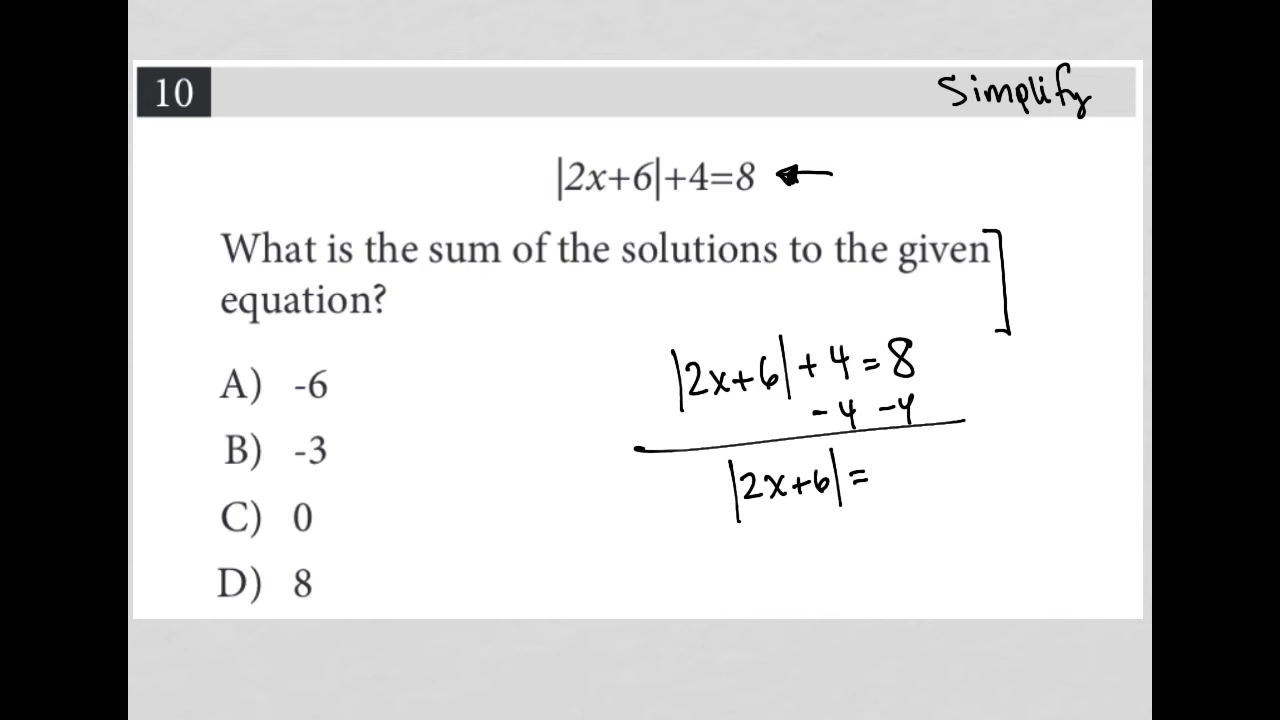 10
Simplify
|2x+6|+4=8
What is the sum of the solutions to the given
equation?
|2x+6| + 4 = 8
- 4 - 4
|2x+6| =
A) -6
B) -3
C) 0
D) 8